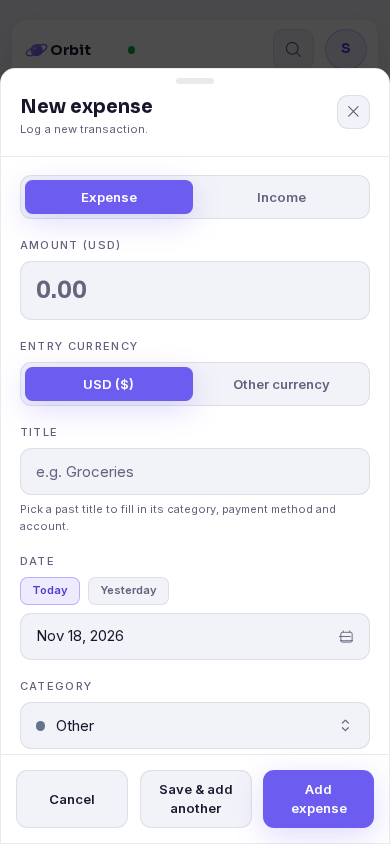 Orbit
S
New expense
Log a new transaction.
Expense
Income
AMOUNT (USD)
0.00
ENTRY CURRENCY
USD ($)
Other currency
TITLE
e.g. Groceries
Pick a past title to fill in its category, payment method and
account.
DATE
Today
Yesterday
Nov 18, 2026
CATEGORY
Other
Cancel
Save & add
another
Add
expense